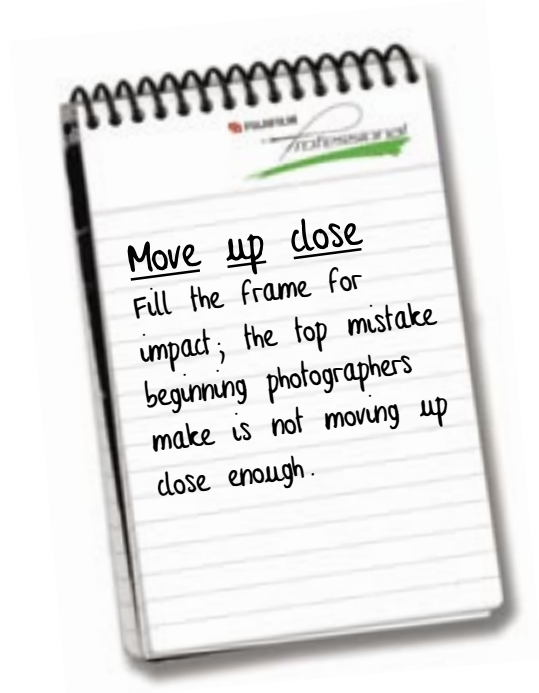 FUJIFILM
Professional
Move up close
Fill the frame for
impact; the top mistake
beginning photographers
make is not moving up
close enough.